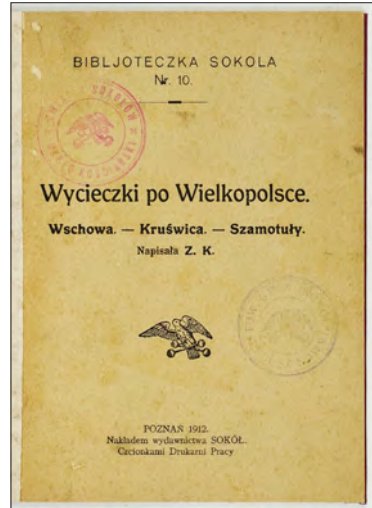 BIBLJOTECZKA SOKOLA
Nr. 10.
Wycieczki po Wielkopolsce.
Wschowa. — Kruświca. — Szamotuły.
Napisała Z. K.
POZNAŃ 1912.
Nakładem wydawnictwa SOKÓŁ.
Czcionkami Drukarni Pracy